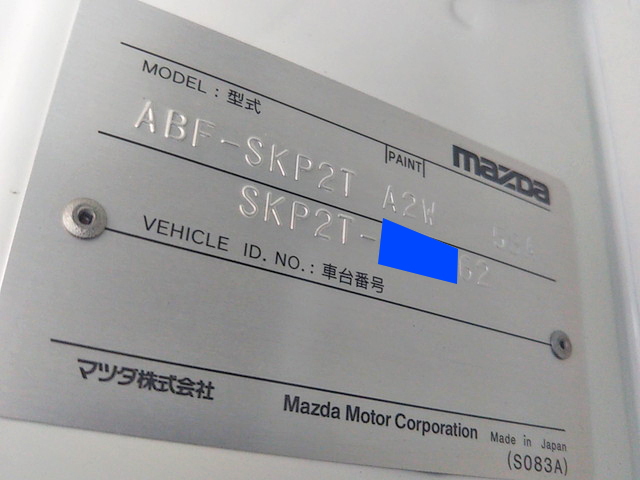 MODEL : 型式
PAINT
mazda
ABF-SKP2T A2W
SKP2T-
G2
VEHICLE ID. NO. : 車台番号
マツダ株式会社
Mazda Motor Corporation
Made in Japan
(S083A)